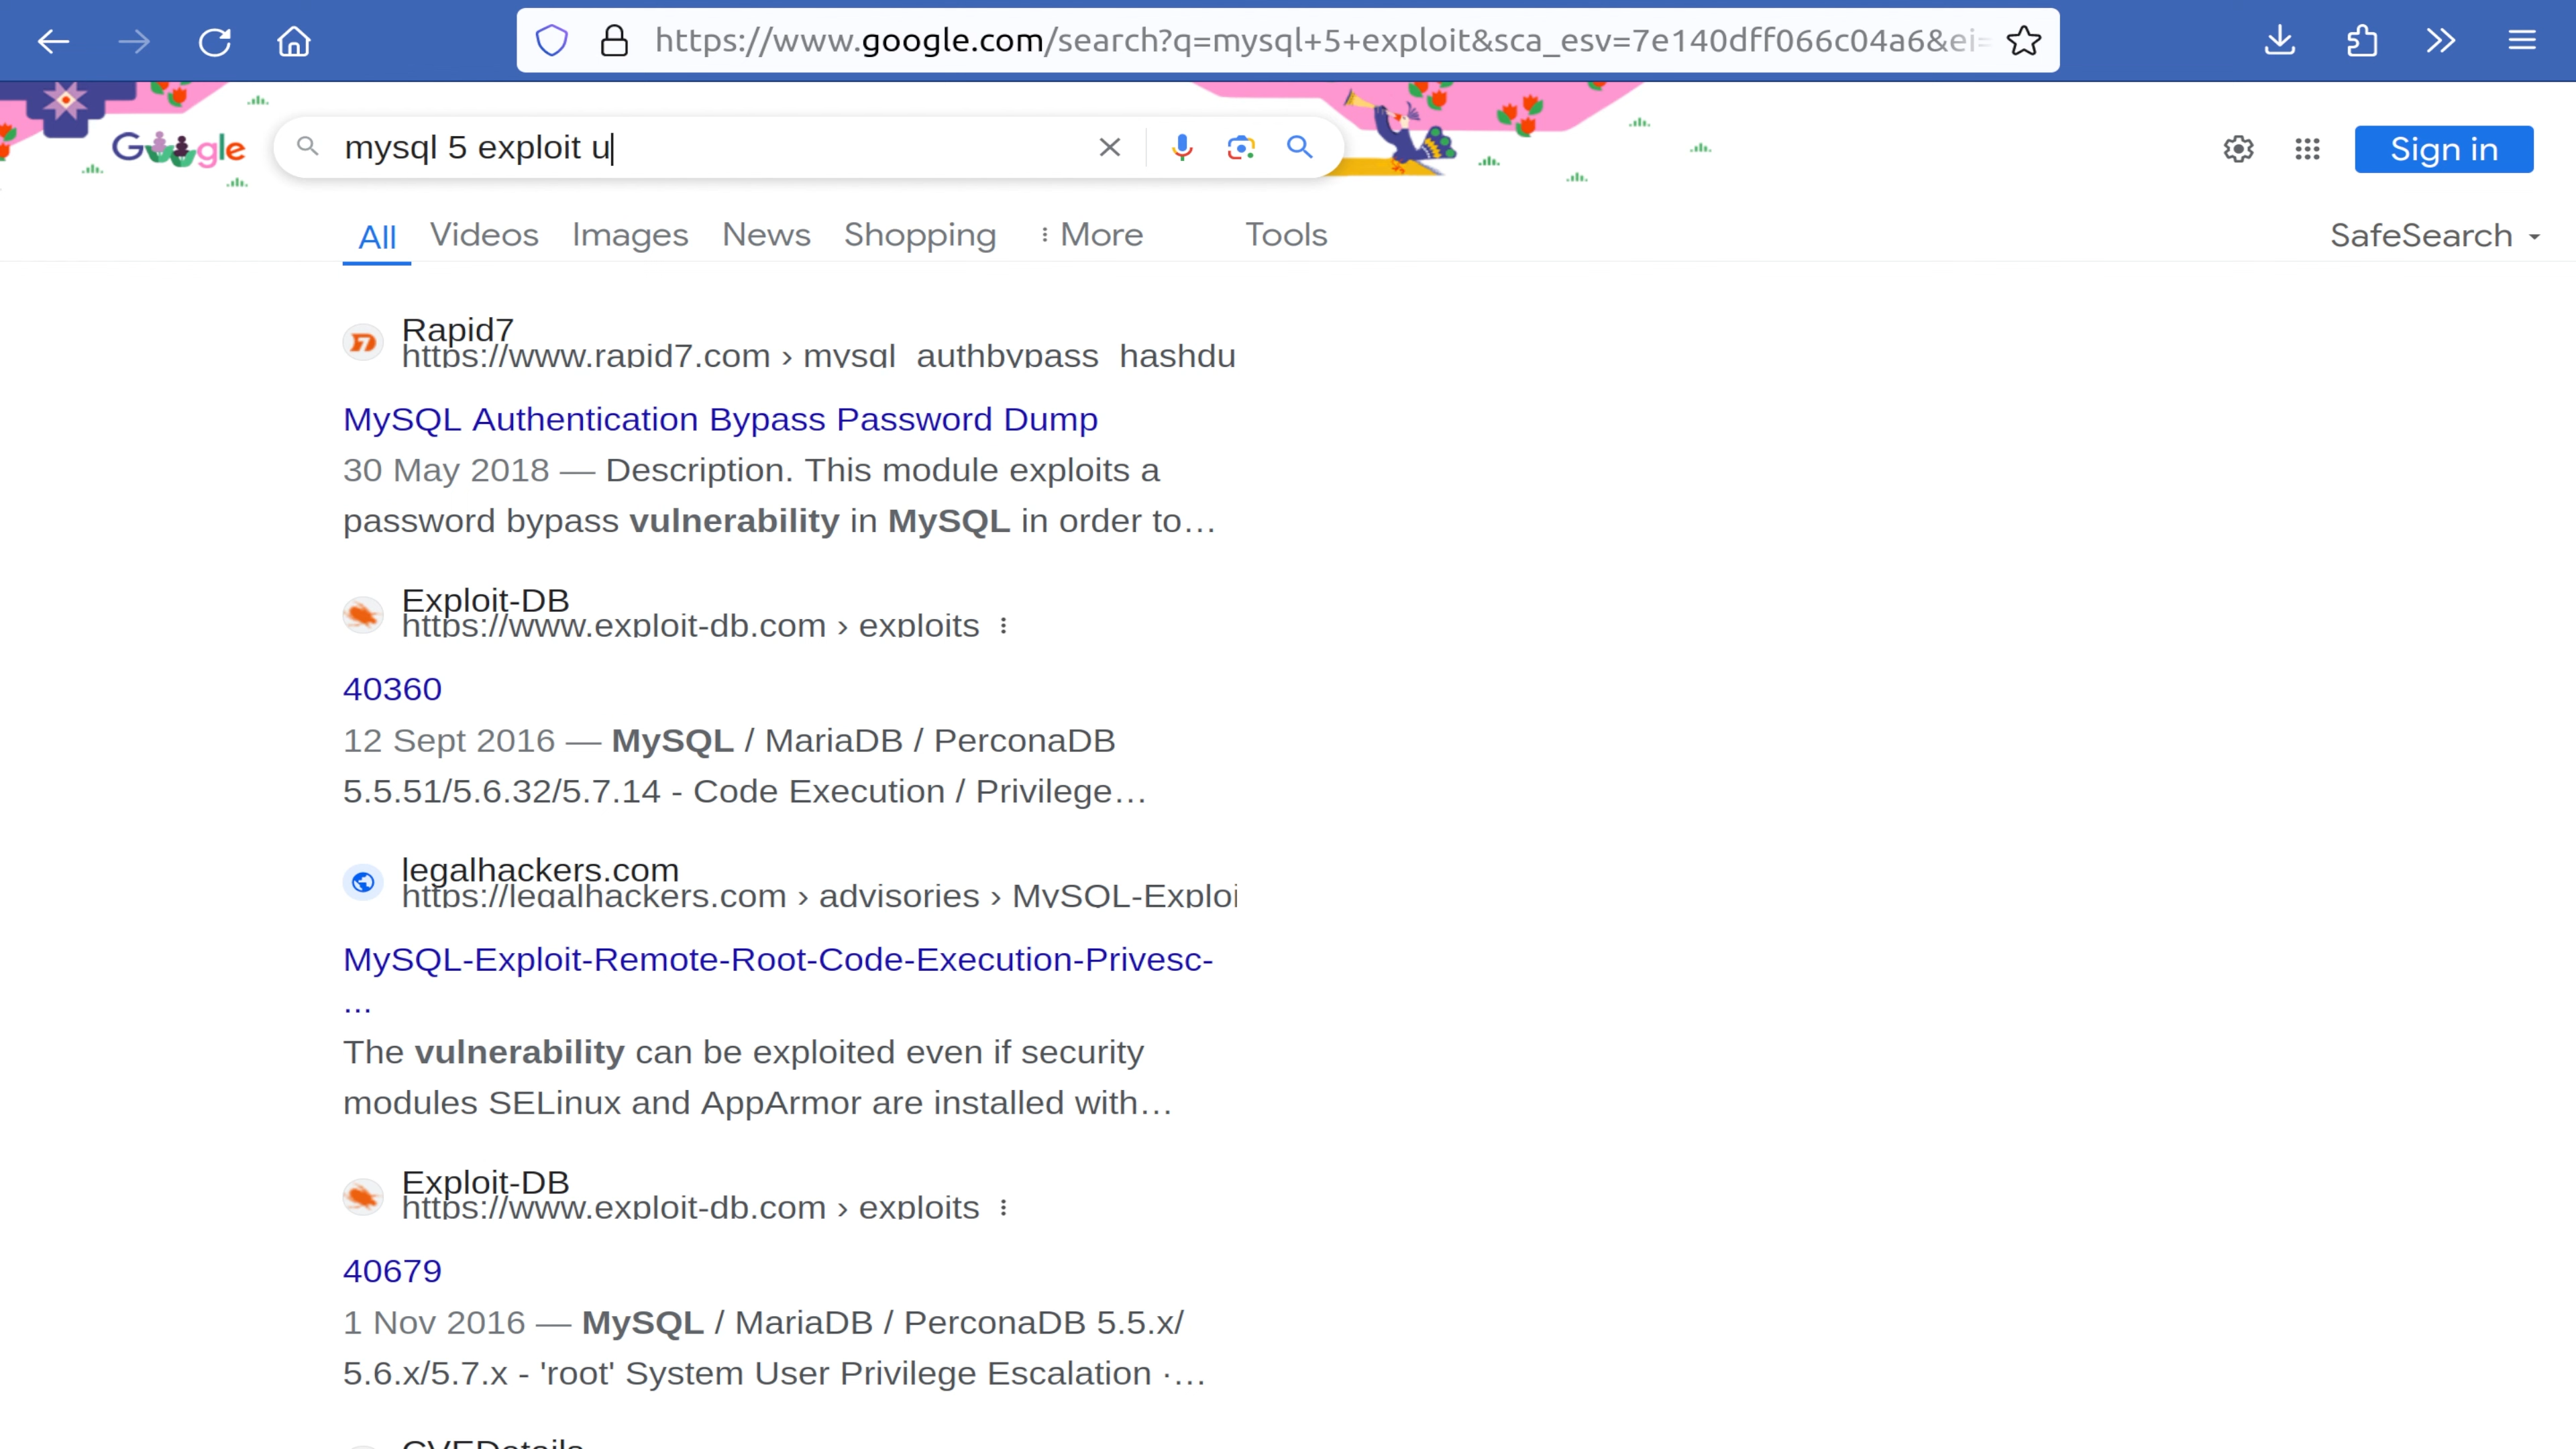 https://www.google.com/search?q=mysql+5+exploit&sca_esv=7e140dff066c04a6&ei=
Google
mysql 5 exploit u
Sign in
All Videos Images News Shopping More Tools SafeSearch
Rapid7
https://www.rapid7.com › mysql_authbypass_hashdu
MySQL Authentication Bypass Password Dump
30 May 2018 — Description. This module exploits a
password bypass vulnerability in MySQL in order to...
Exploit-DB
https://www.exploit-db.com › exploits
40360
12 Sept 2016 — MySQL / MariaDB / PerconaDB
5.5.51/5.6.32/5.7.14 - Code Execution / Privilege...
legalhackers.com
https://legalhackers.com › advisories › MySQL-Exploi
MySQL-Exploit-Remote-Root-Code-Execution-Privesc-
...
The vulnerability can be exploited even if security
modules SELinux and AppArmor are installed with...
Exploit-DB
https://www.exploit-db.com › exploits
40679
1 Nov 2016 — MySQL / MariaDB / PerconaDB 5.5.x/
5.6.x/5.7.x - 'root' System User Privilege Escalation ·...
CVEDetails